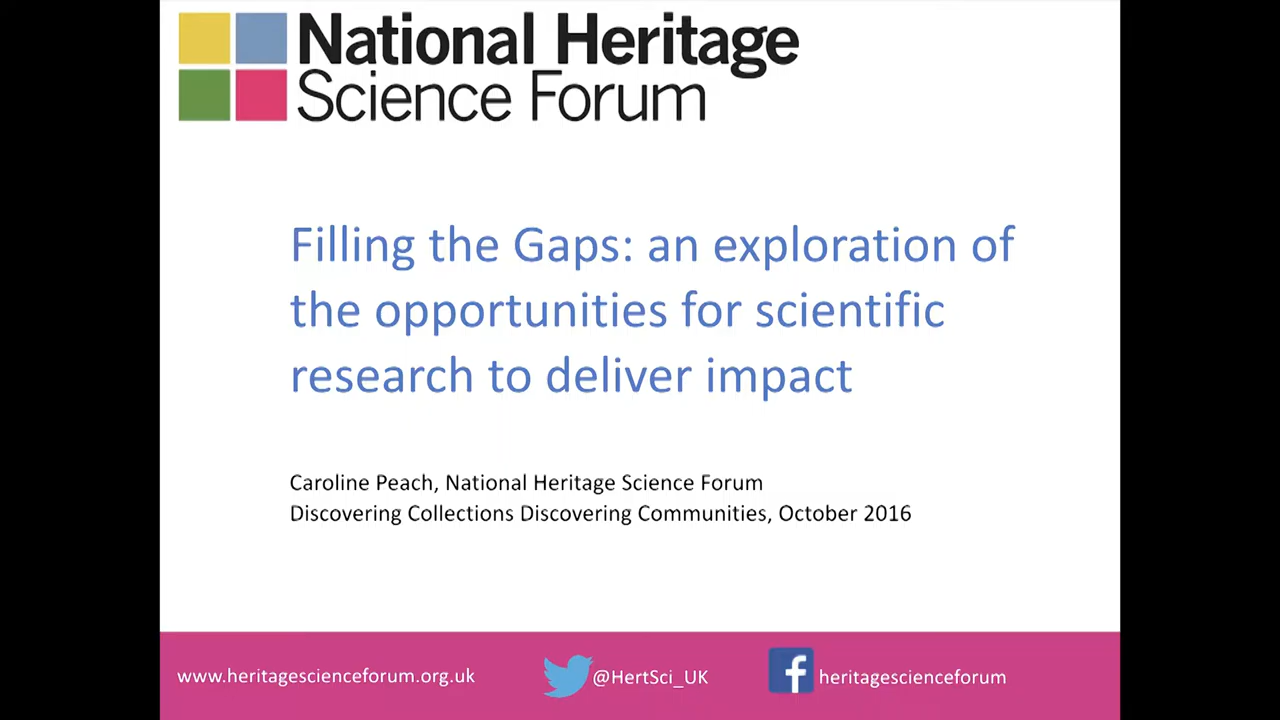 National Heritage
Science Forum
Filling the Gaps: an exploration of
the opportunities for scientific
research to deliver impact
Caroline Peach, National Heritage Science Forum
Discovering Collections Discovering Communities, October 2016
www.heritagescienceforum.org.uk
@HertSci_UK
heritagescienceforum